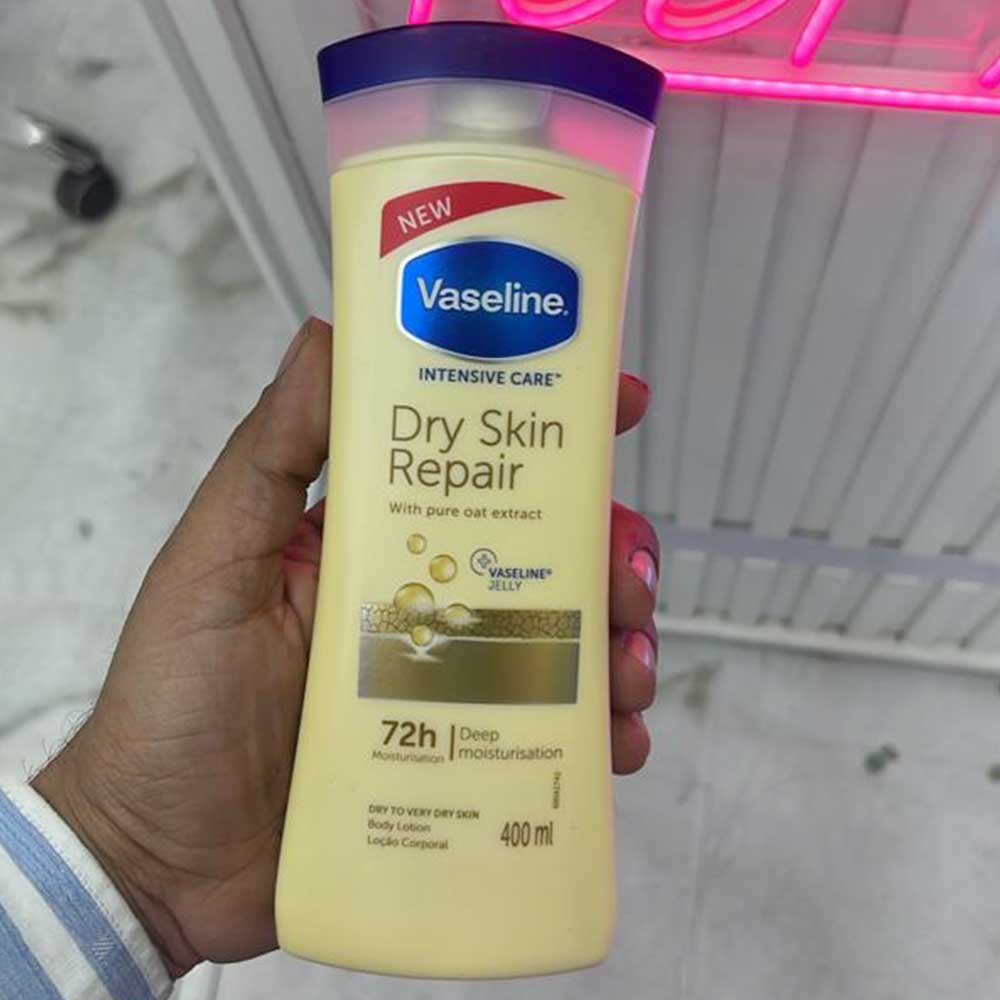 NEW
Vaseline.
INTENSIVE CARE™
Dry Skin
Repair
With pure oat extract
VASELINE®
JELLY
72h
Moisturisation
Deep
moisturisation
DRY TO VERY DRY SKIN
Body Lotion
Loção Corporal
400 ml